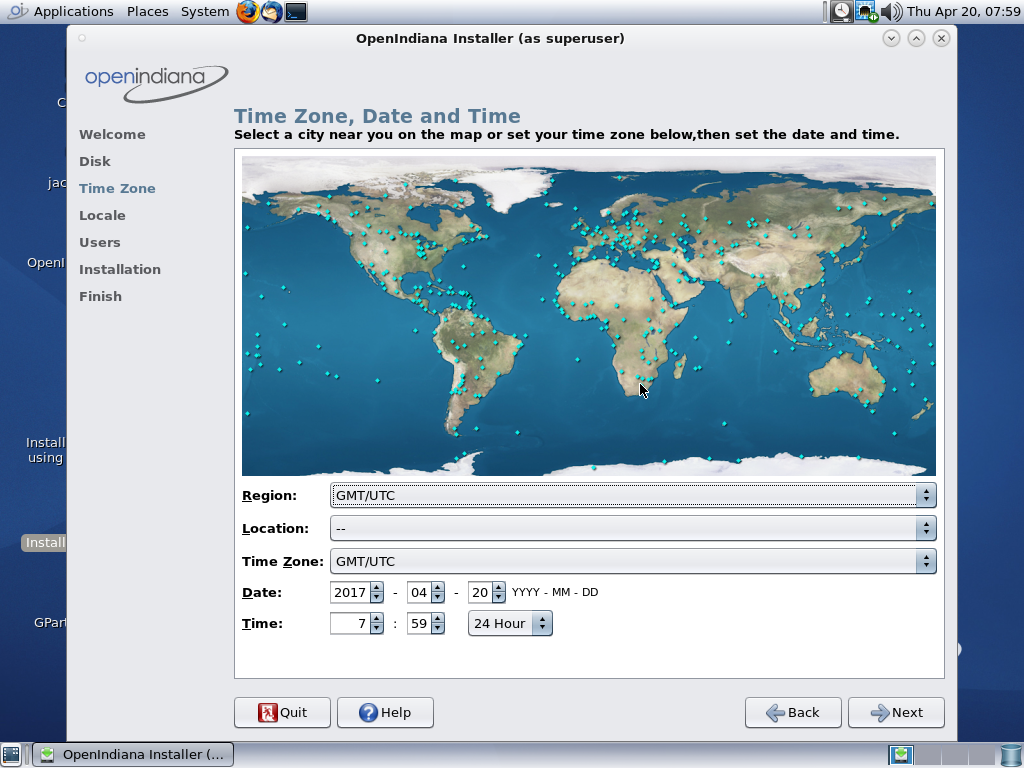 Applications Places System Thu Apr 20, 07:59
OpenIndiana Installer (as superuser)
openindiana
Time Zone, Date and Time
Select a city near you on the map or set your time zone below,then set the date and time.
Welcome
Disk
Time Zone
Locale
Users
Installation
Finish
C
jac
OpenI
Install
using
Install
GPart
Region: GMT/UTC
Location: --
Time Zone: GMT/UTC
Date: 2017 - 04 - 20 YYYY - MM - DD
Time: 7 : 59 24 Hour
Quit Help Back Next
OpenIndiana Installer (...